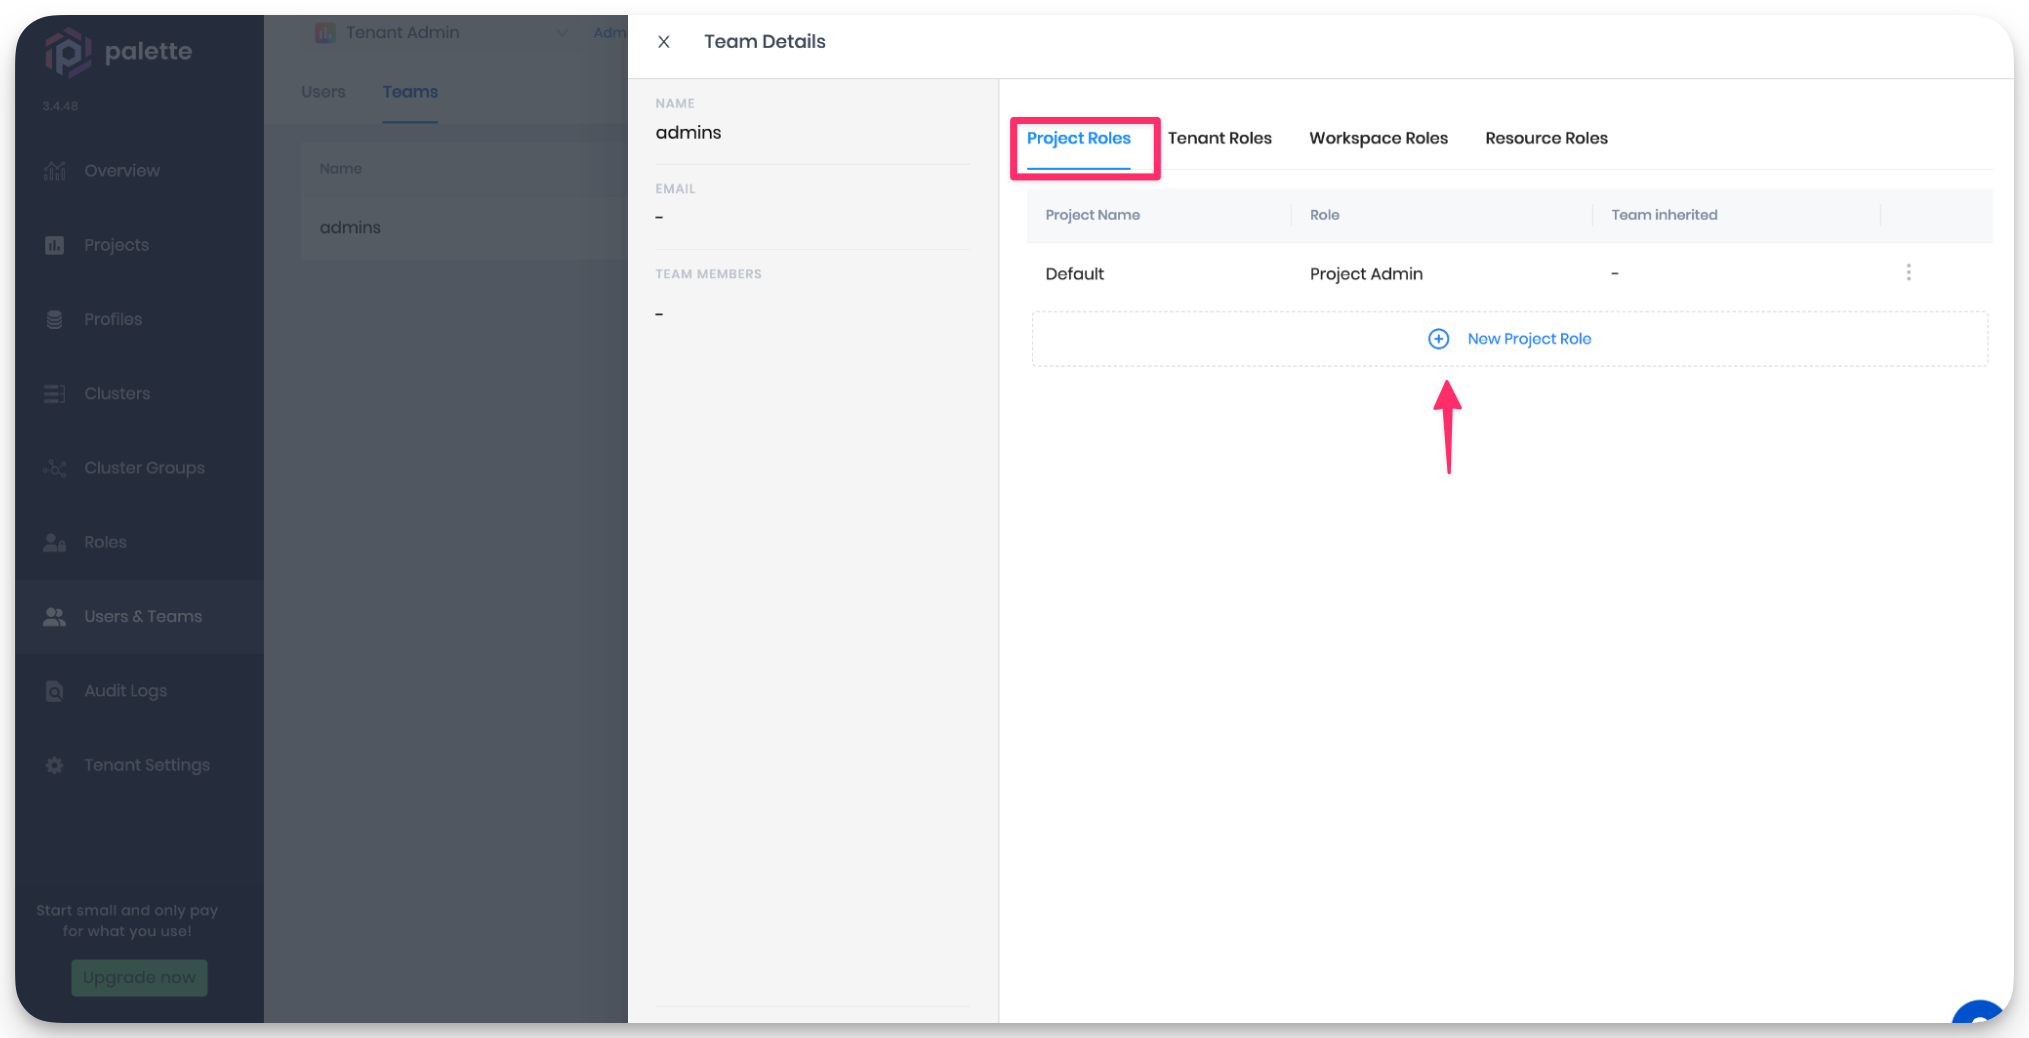 palette
3.4.48
Overview
Projects
Profiles
Clusters
Cluster Groups
Roles
Users & Teams
Audit Logs
Tenant Settings
Start small and only pay
for what you use!
Upgrade now
Tenant Admin
Adm
Users
Teams
Name
admins
X
Team Details
NAME
admins
EMAIL
-
TEAM MEMBERS
-
Project Roles
Tenant Roles
Workspace Roles
Resource Roles
Project Name
Role
Team inherited
Default
Project Admin
-
New Project Role